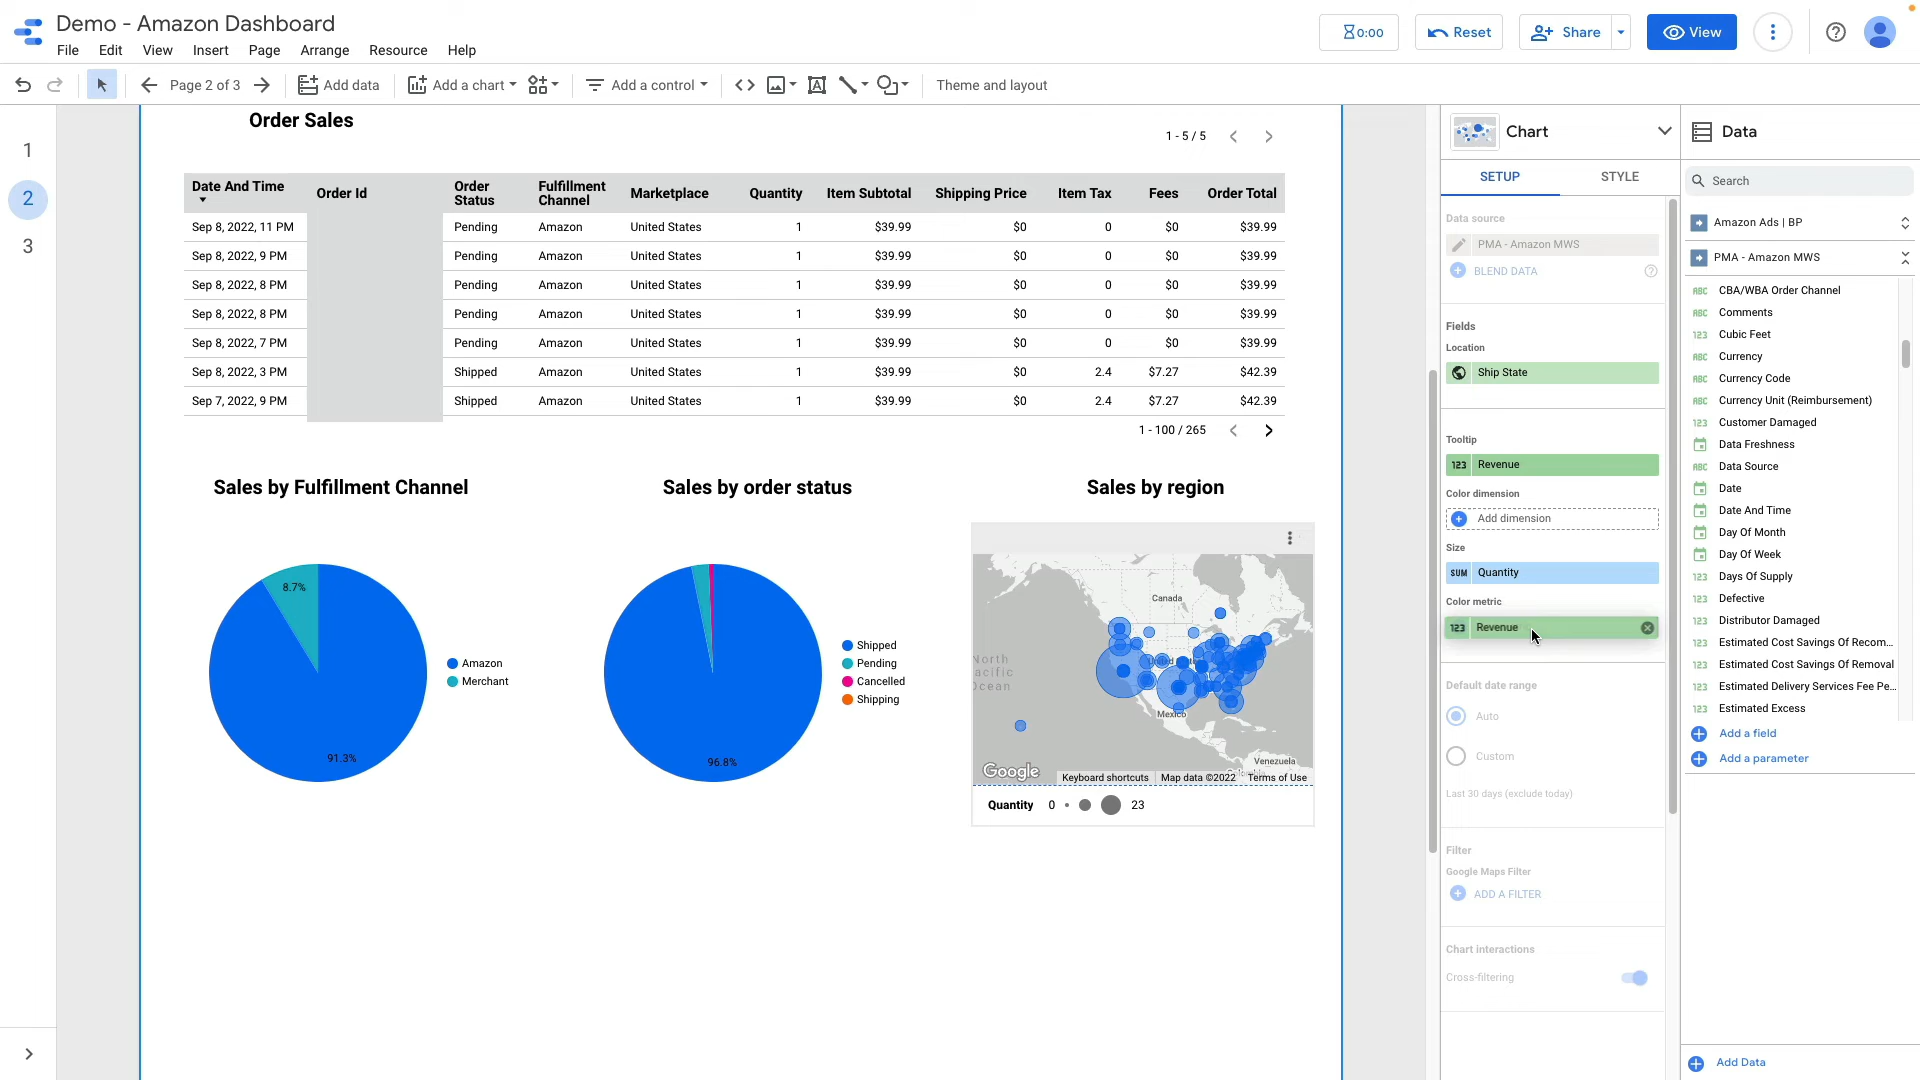 Demo - Amazon Dashboard
File Edit View Insert Page Arrange Resource Help
0:00 Reset Share View
Page 2 of 3 Add data Add a chart Add a control Theme and layout
1
2
3
Order Sales
1 - 5 / 5
Date And Time Order Id Order Status Fulfillment Channel Marketplace Quantity Item Subtotal Shipping Price Item Tax Fees Order Total
Sep 8, 2022, 11 PM Pending Amazon United States 1 $39.99 $0 0 $0 $39.99
Sep 8, 2022, 9 PM Pending Amazon United States 1 $39.99 $0 0 $0 $39.99
Sep 8, 2022, 8 PM Pending Amazon United States 1 $39.99 $0 0 $0 $39.99
Sep 8, 2022, 8 PM Pending Amazon United States 1 $39.99 $0 0 $0 $39.99
Sep 8, 2022, 7 PM Pending Amazon United States 1 $39.99 $0 0 $0 $39.99
Sep 8, 2022, 3 PM Shipped Amazon United States 1 $39.99 $0 2.4 $7.27 $42.39
Sep 7, 2022, 9 PM Shipped Amazon United States 1 $39.99 $0 2.4 $7.27 $42.39
1 - 100 / 265
Sales by Fulfillment Channel
8.7%
91.3%
Amazon
Merchant
Sales by order status
96.8%
Shipped
Pending
Cancelled
Shipping
Sales by region
Canada
North
Pacific
Ocean
Mexico
Venezuela
Google
Keyboard shortcuts Map data ©2022 Terms of Use
Quantity 0 23
Chart
SETUP STYLE
Data source
PMA - Amazon MWS
BLEND DATA
Fields
Location
Ship State
Tooltip
123 Revenue
Color dimension
Add dimension
Size
SUM Quantity
Color metric
123 Revenue
Default date range
Auto
Custom
Last 30 days (exclude today)
Filter
Google Maps Filter
ADD A FILTER
Chart interactions
Cross-filtering
Data
Search
Amazon Ads | BP
PMA - Amazon MWS
ABC CBA/WBA Order Channel
ABC Comments
123 Cubic Feet
ABC Currency
ABC Currency Code
ABC Currency Unit (Reimbursement)
123 Customer Damaged
Data Freshness
ABC Data Source
Date
Date And Time
Day Of Month
Day Of Week
123 Days Of Supply
123 Defective
123 Distributor Damaged
123 Estimated Cost Savings Of Recom...
123 Estimated Cost Savings Of Removal
123 Estimated Delivery Services Fee Pe...
123 Estimated Excess
Add a field
Add a parameter
Add Data